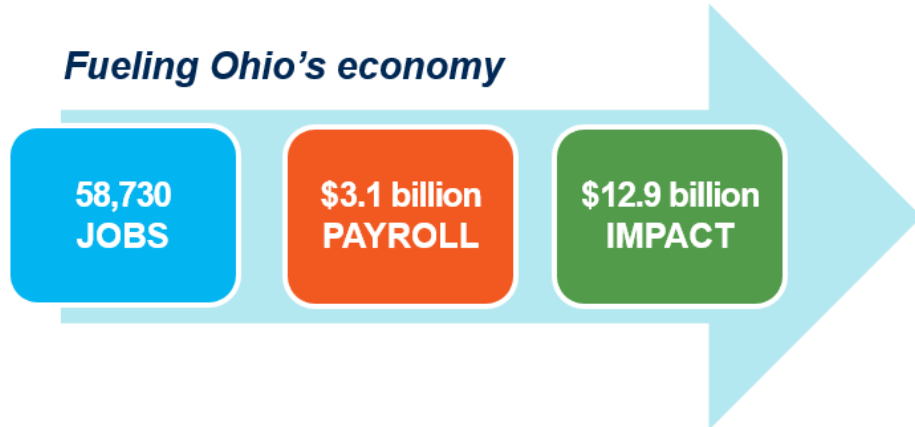 Fueling Ohio’s economy
58,730
JOBS
$3.1 billion
PAYROLL
$12.9 billion
IMPACT